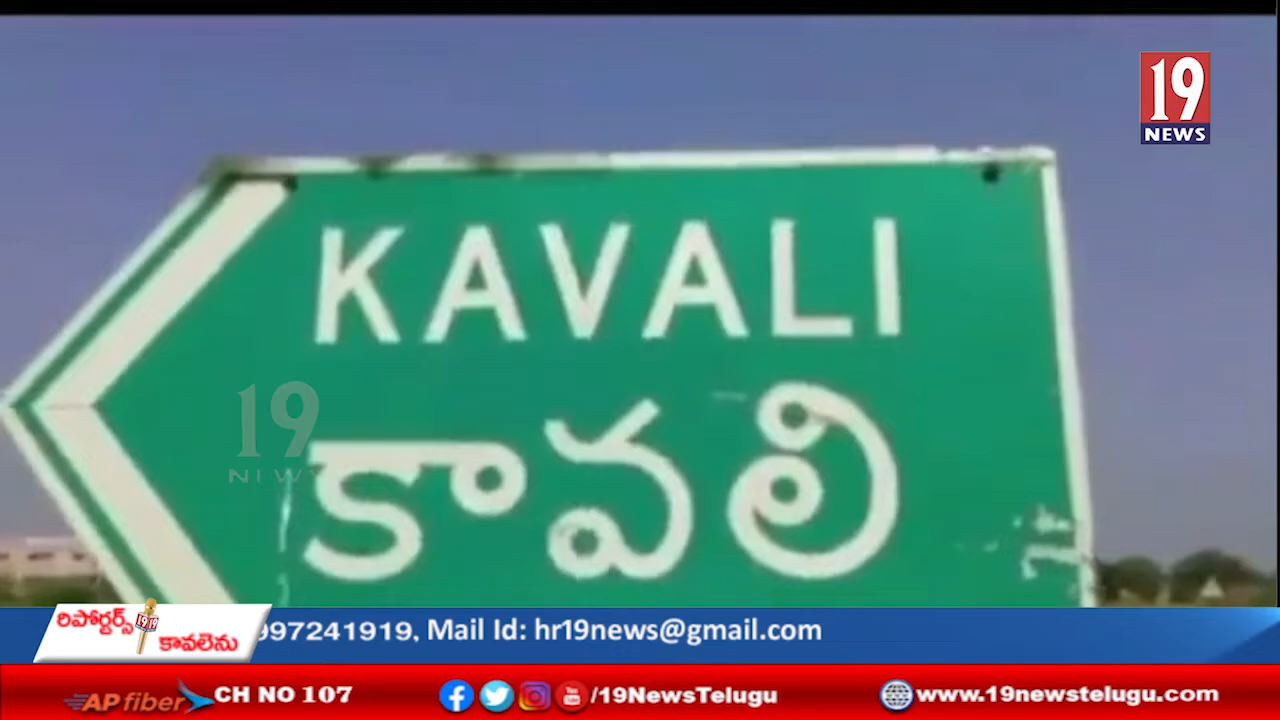 19
NEWS
KAVALI
కావలి
19
రిపోర్టర్స్
కావలెను
997241919, Mail Id: hr19news@gmail.com
AP fiber CH NO 107
/19NewsTelugu
www.19newstelugu.com